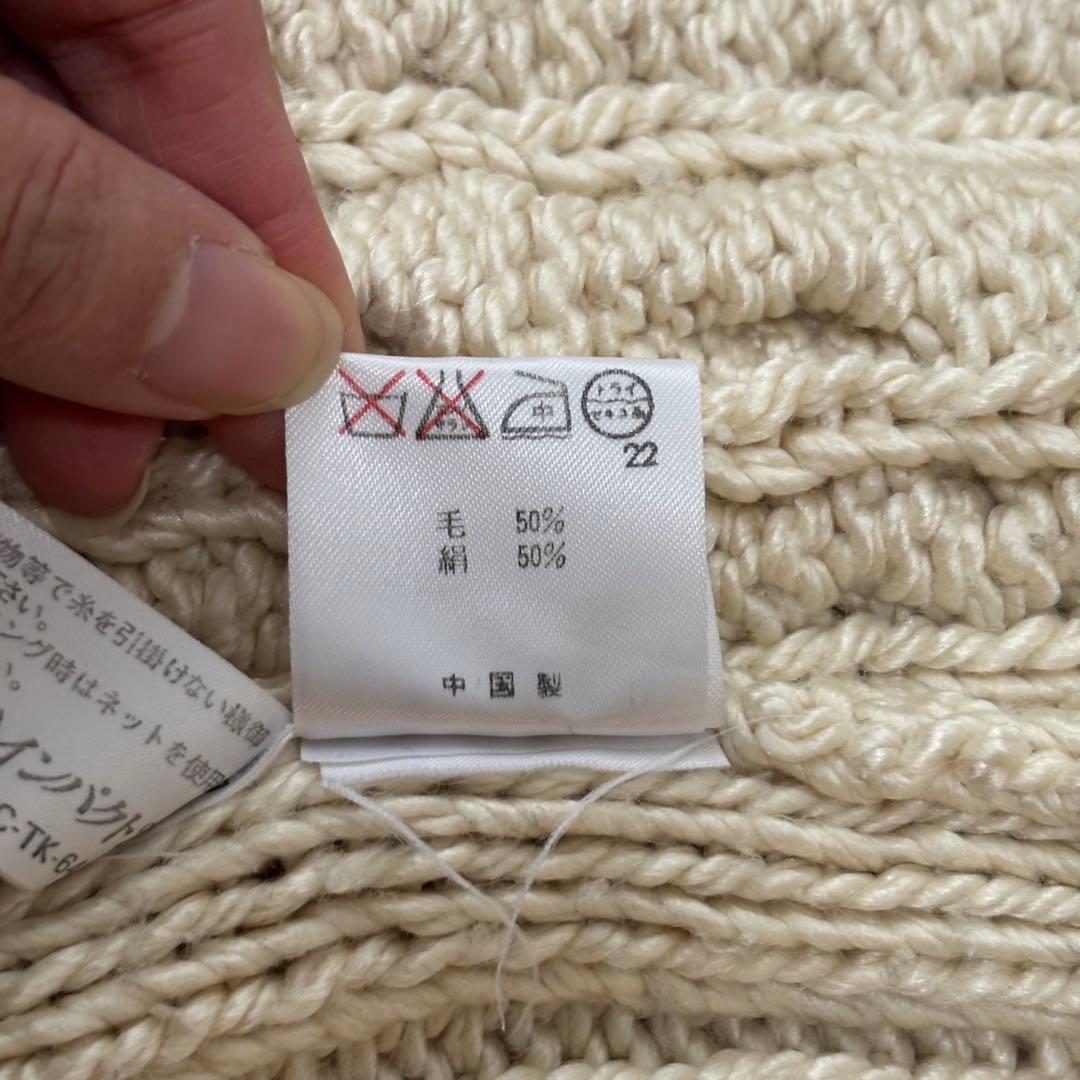 中
ドライ
セキユ系
22
毛 50%
絹 50%
中国製
物等で糸を引掛けない様御
さい。
ング時はネットを使用
い。
インパクト
C-TK-6